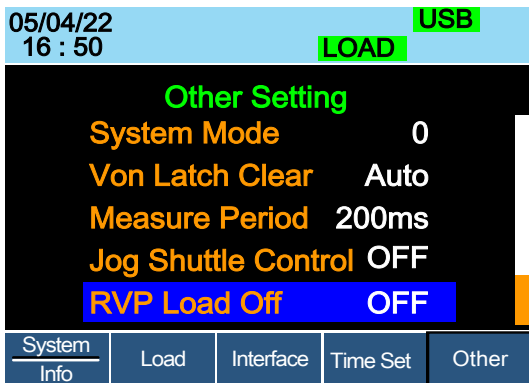 05/04/22 USB
16 : 50 LOAD
Other Setting
System Mode 0
Von Latch Clear Auto
Measure Period 200ms
Jog Shuttle Control OFF
RVP Load Off OFF
System Info Load Interface Time Set Other